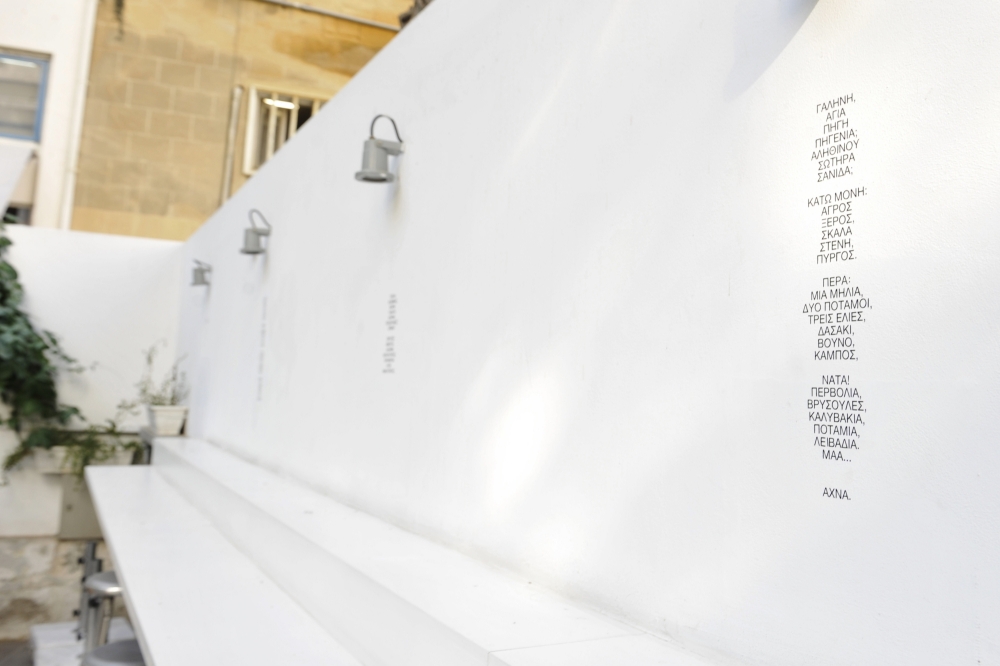 ΓΑΛΗΝΗ,
ΑΓΙΑ
ΠΗΓΗ
ΠΗΓΕΝΙΑ;
ΑΛΗΘΙΝΟΥ
ΣΩΤΗΡΑ
ΣΑΝΙΔΑ;
ΚΑΤΩ ΜΟΝΗ:
ΑΓΡΟΣ
ΞΕΡΟΣ,
ΣΚΑΛΑ
ΣΤΕΝΗ,
ΠΥΡΓΟΣ.
ΠΕΡΑ:
ΜΙΑ ΜΗΛΙΑ,
ΔΥΟ ΠΟΤΑΜΟΙ,
ΤΡΕΙΣ ΕΛΙΕΣ,
ΔΑΣΑΚΙ,
ΒΟΥΝΟ,
ΚΑΜΠΟΣ,
ΝΑΤΑ!
ΠΕΡΒΟΛΙΑ,
ΒΡΥΣΟΥΛΕΣ,
ΚΑΛΥΒΑΚΙΑ,
ΠΟΤΑΜΙΑ,
ΛΕΙΒΑΔΙΑ.
ΜΑΑ...
ΑΧΝΑ.